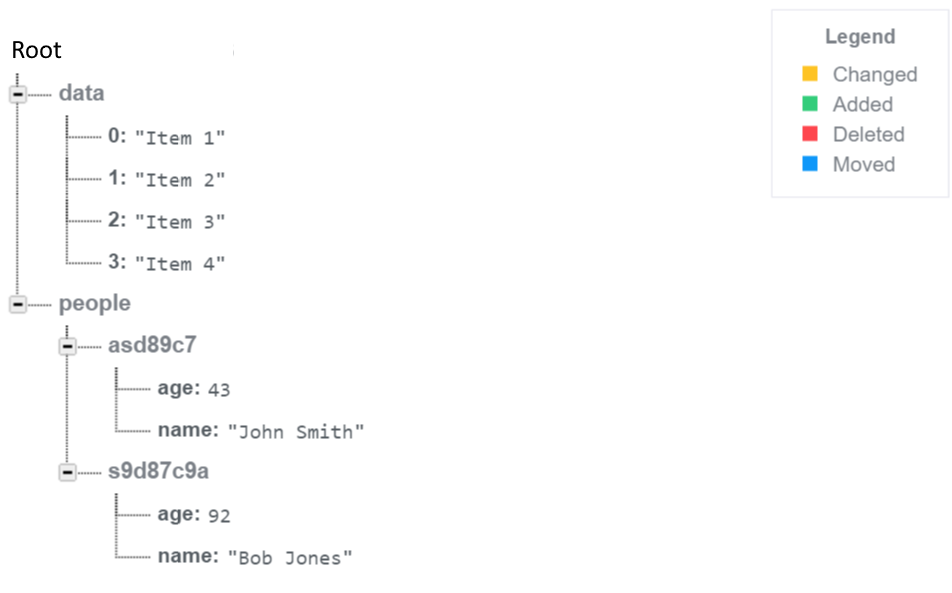 Root
data
0: "Item 1"
1: "Item 2"
2: "Item 3"
3: "Item 4"
people
asd89c7
age: 43
name: "John Smith"
s9d87c9a
age: 92
name: "Bob Jones"
Legend
Changed
Added
Deleted
Moved